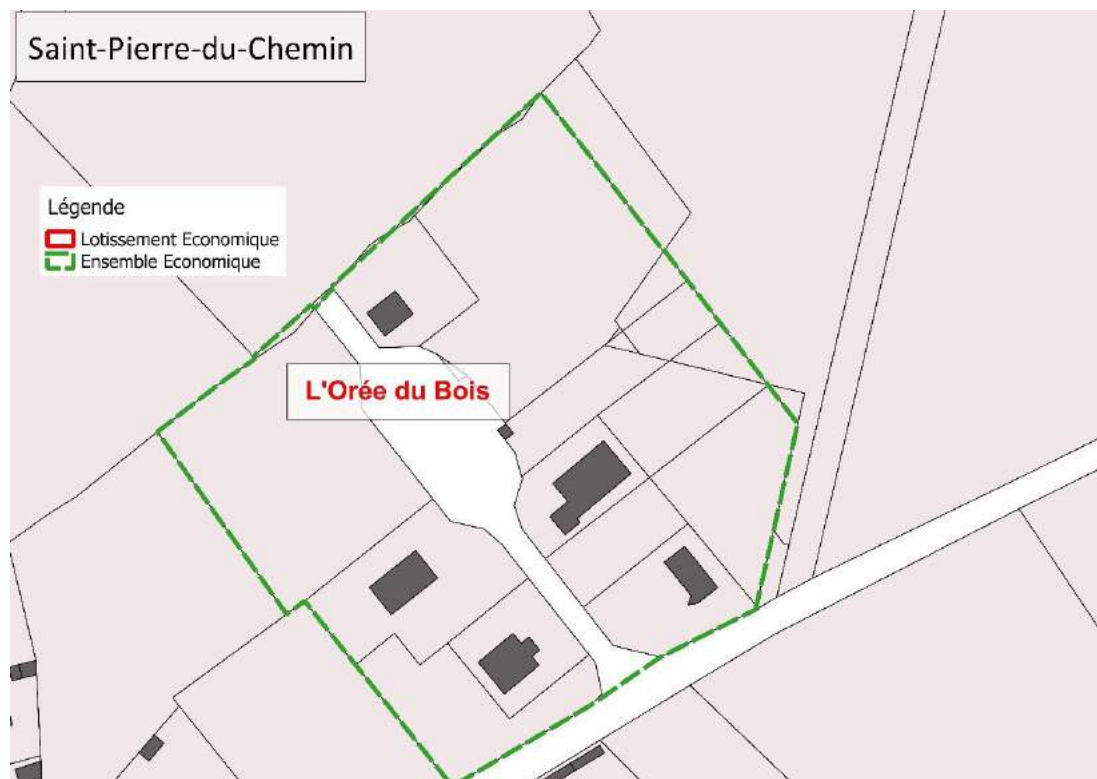 Saint-Pierre-du-Chemin
Légende
Lotissement Economique
Ensemble Economique
L'Orée du Bois